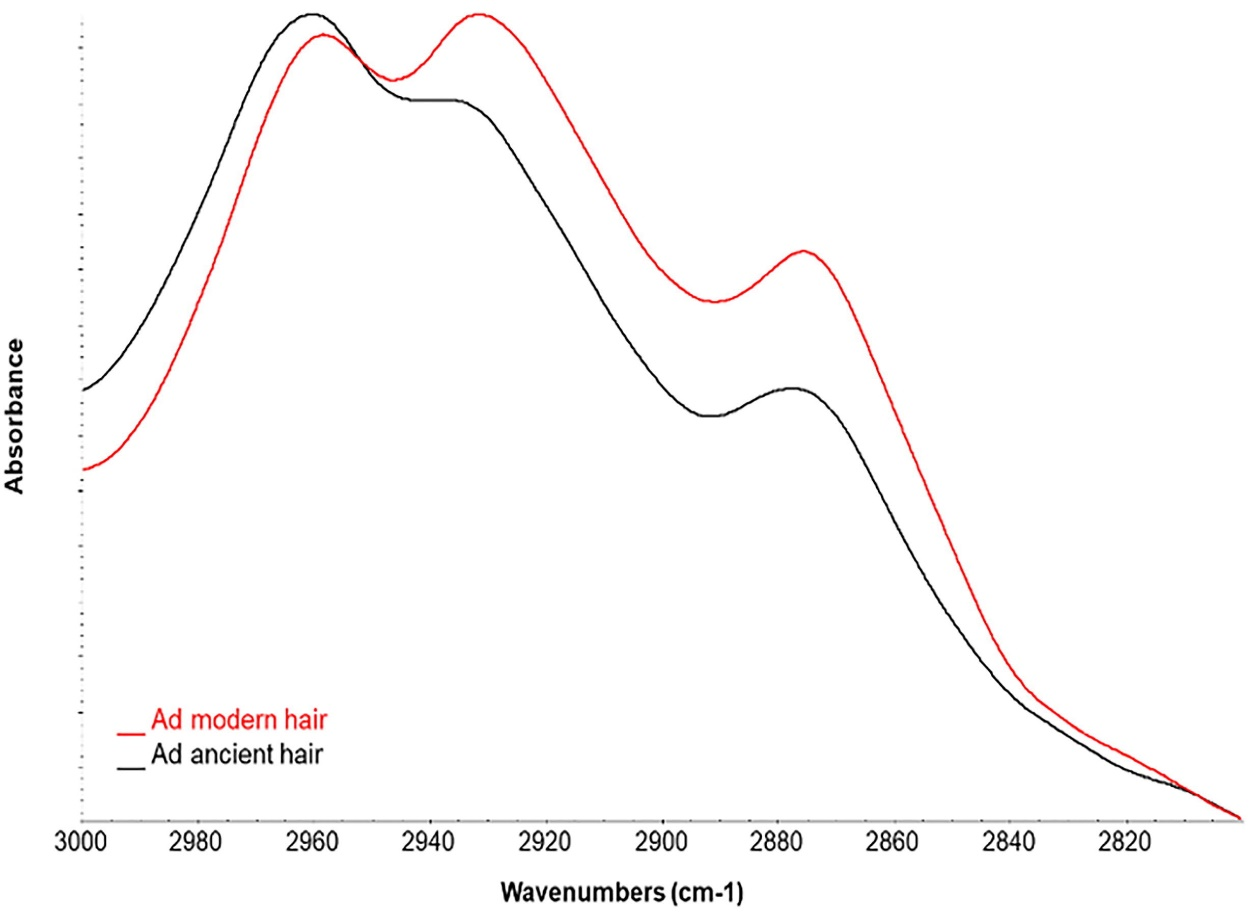 Absorbance
Ad modern hair
Ad ancient hair
3000 2980 2960 2940 2920 2900 2880 2860 2840 2820
Wavenumbers (cm-1)